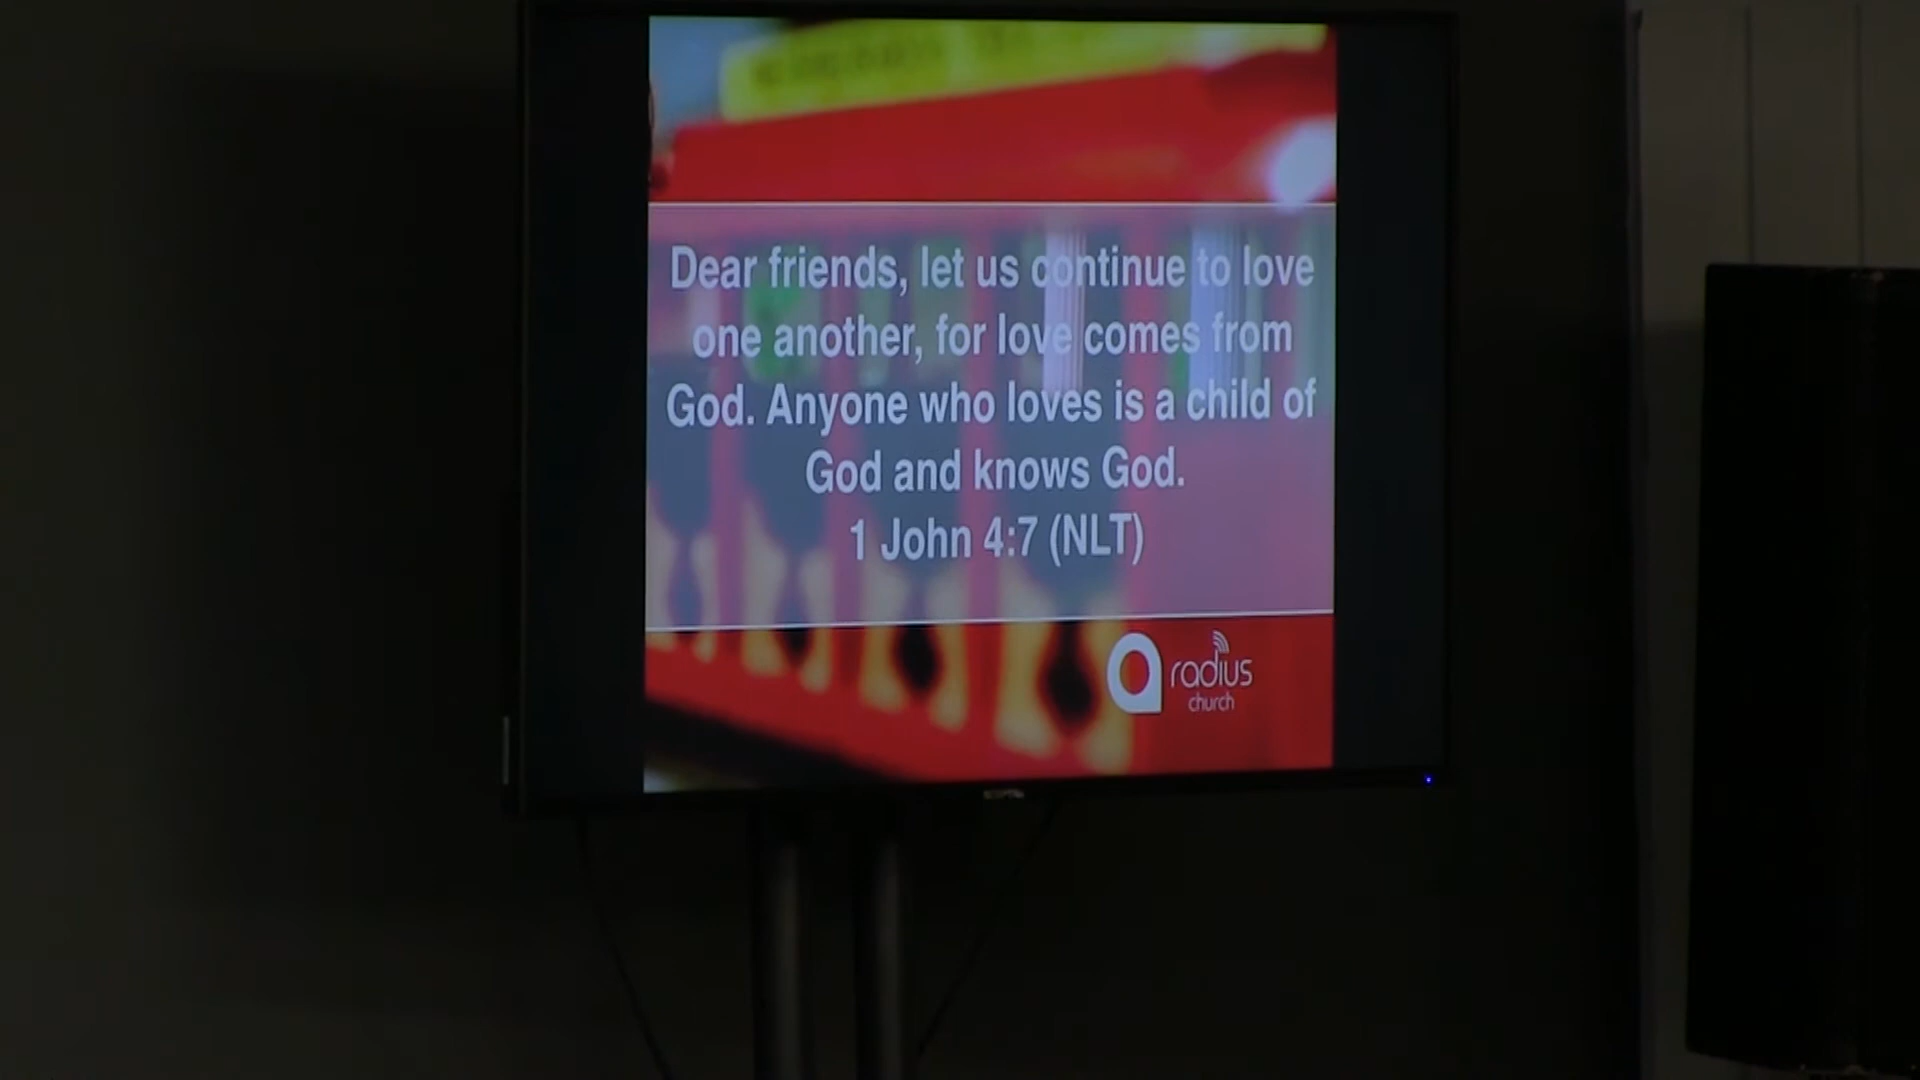 Dear friends, let us continue to love
one another, for love comes from
God. Anyone who loves is a child of
God and knows God.
1 John 4:7 (NLT)
radius
church